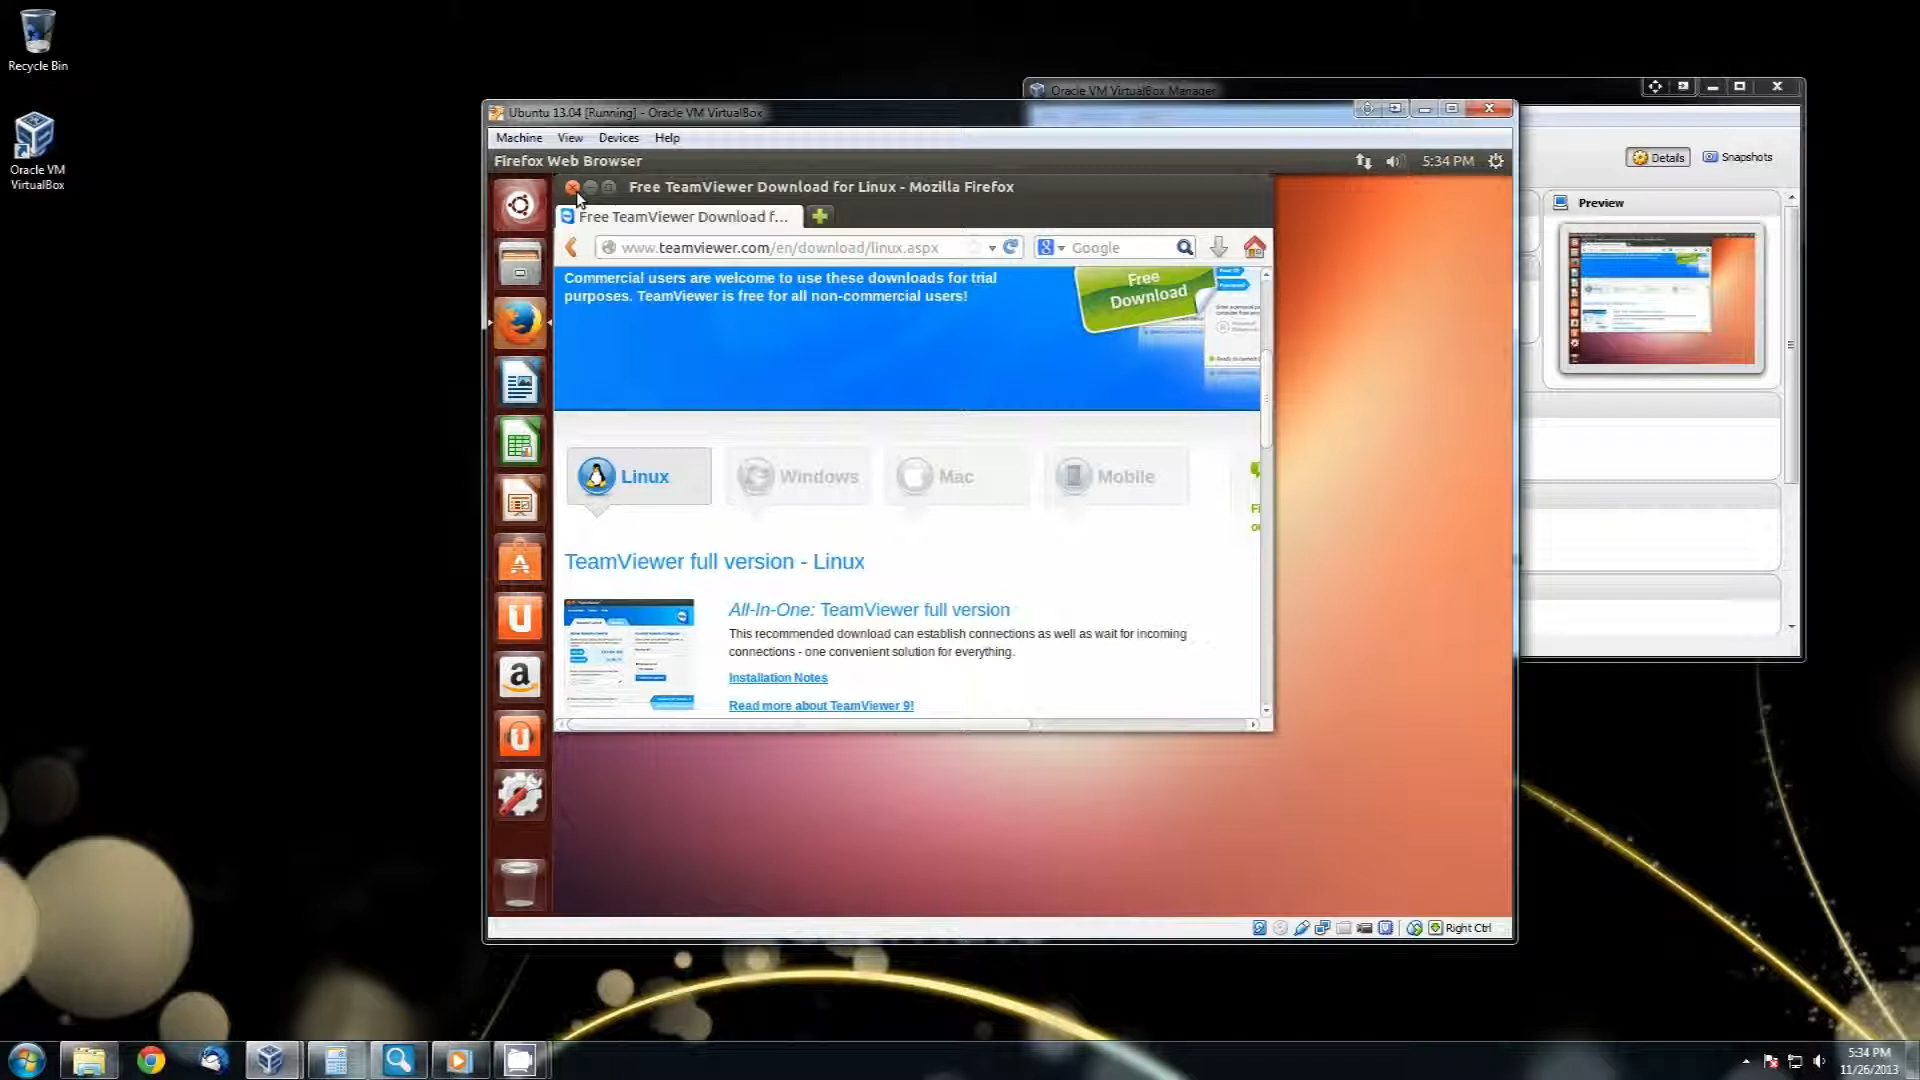 Recycle Bin
Oracle VM
VirtualBox
Oracle VM VirtualBox Manager
Details
Snapshots
Preview
Ubuntu 13.04 [Running] - Oracle VM VirtualBox
Machine View Devices Help
Firefox Web Browser
5:34 PM
Free TeamViewer Download for Linux - Mozilla Firefox
Free TeamViewer Download f...
www.teamviewer.com/en/download/linux.aspx
Google
Commercial users are welcome to use these downloads for trial
purposes. TeamViewer is free for all non-commercial users!
Free
Download
Linux
Windows
Mac
Mobile
TeamViewer full version - Linux
All-In-One: TeamViewer full version
This recommended download can establish connections as well as wait for incoming
connections - one convenient solution for everything.
Installation Notes
Read more about TeamViewer 9!
Right Ctrl
5:34 PM
11/26/2013